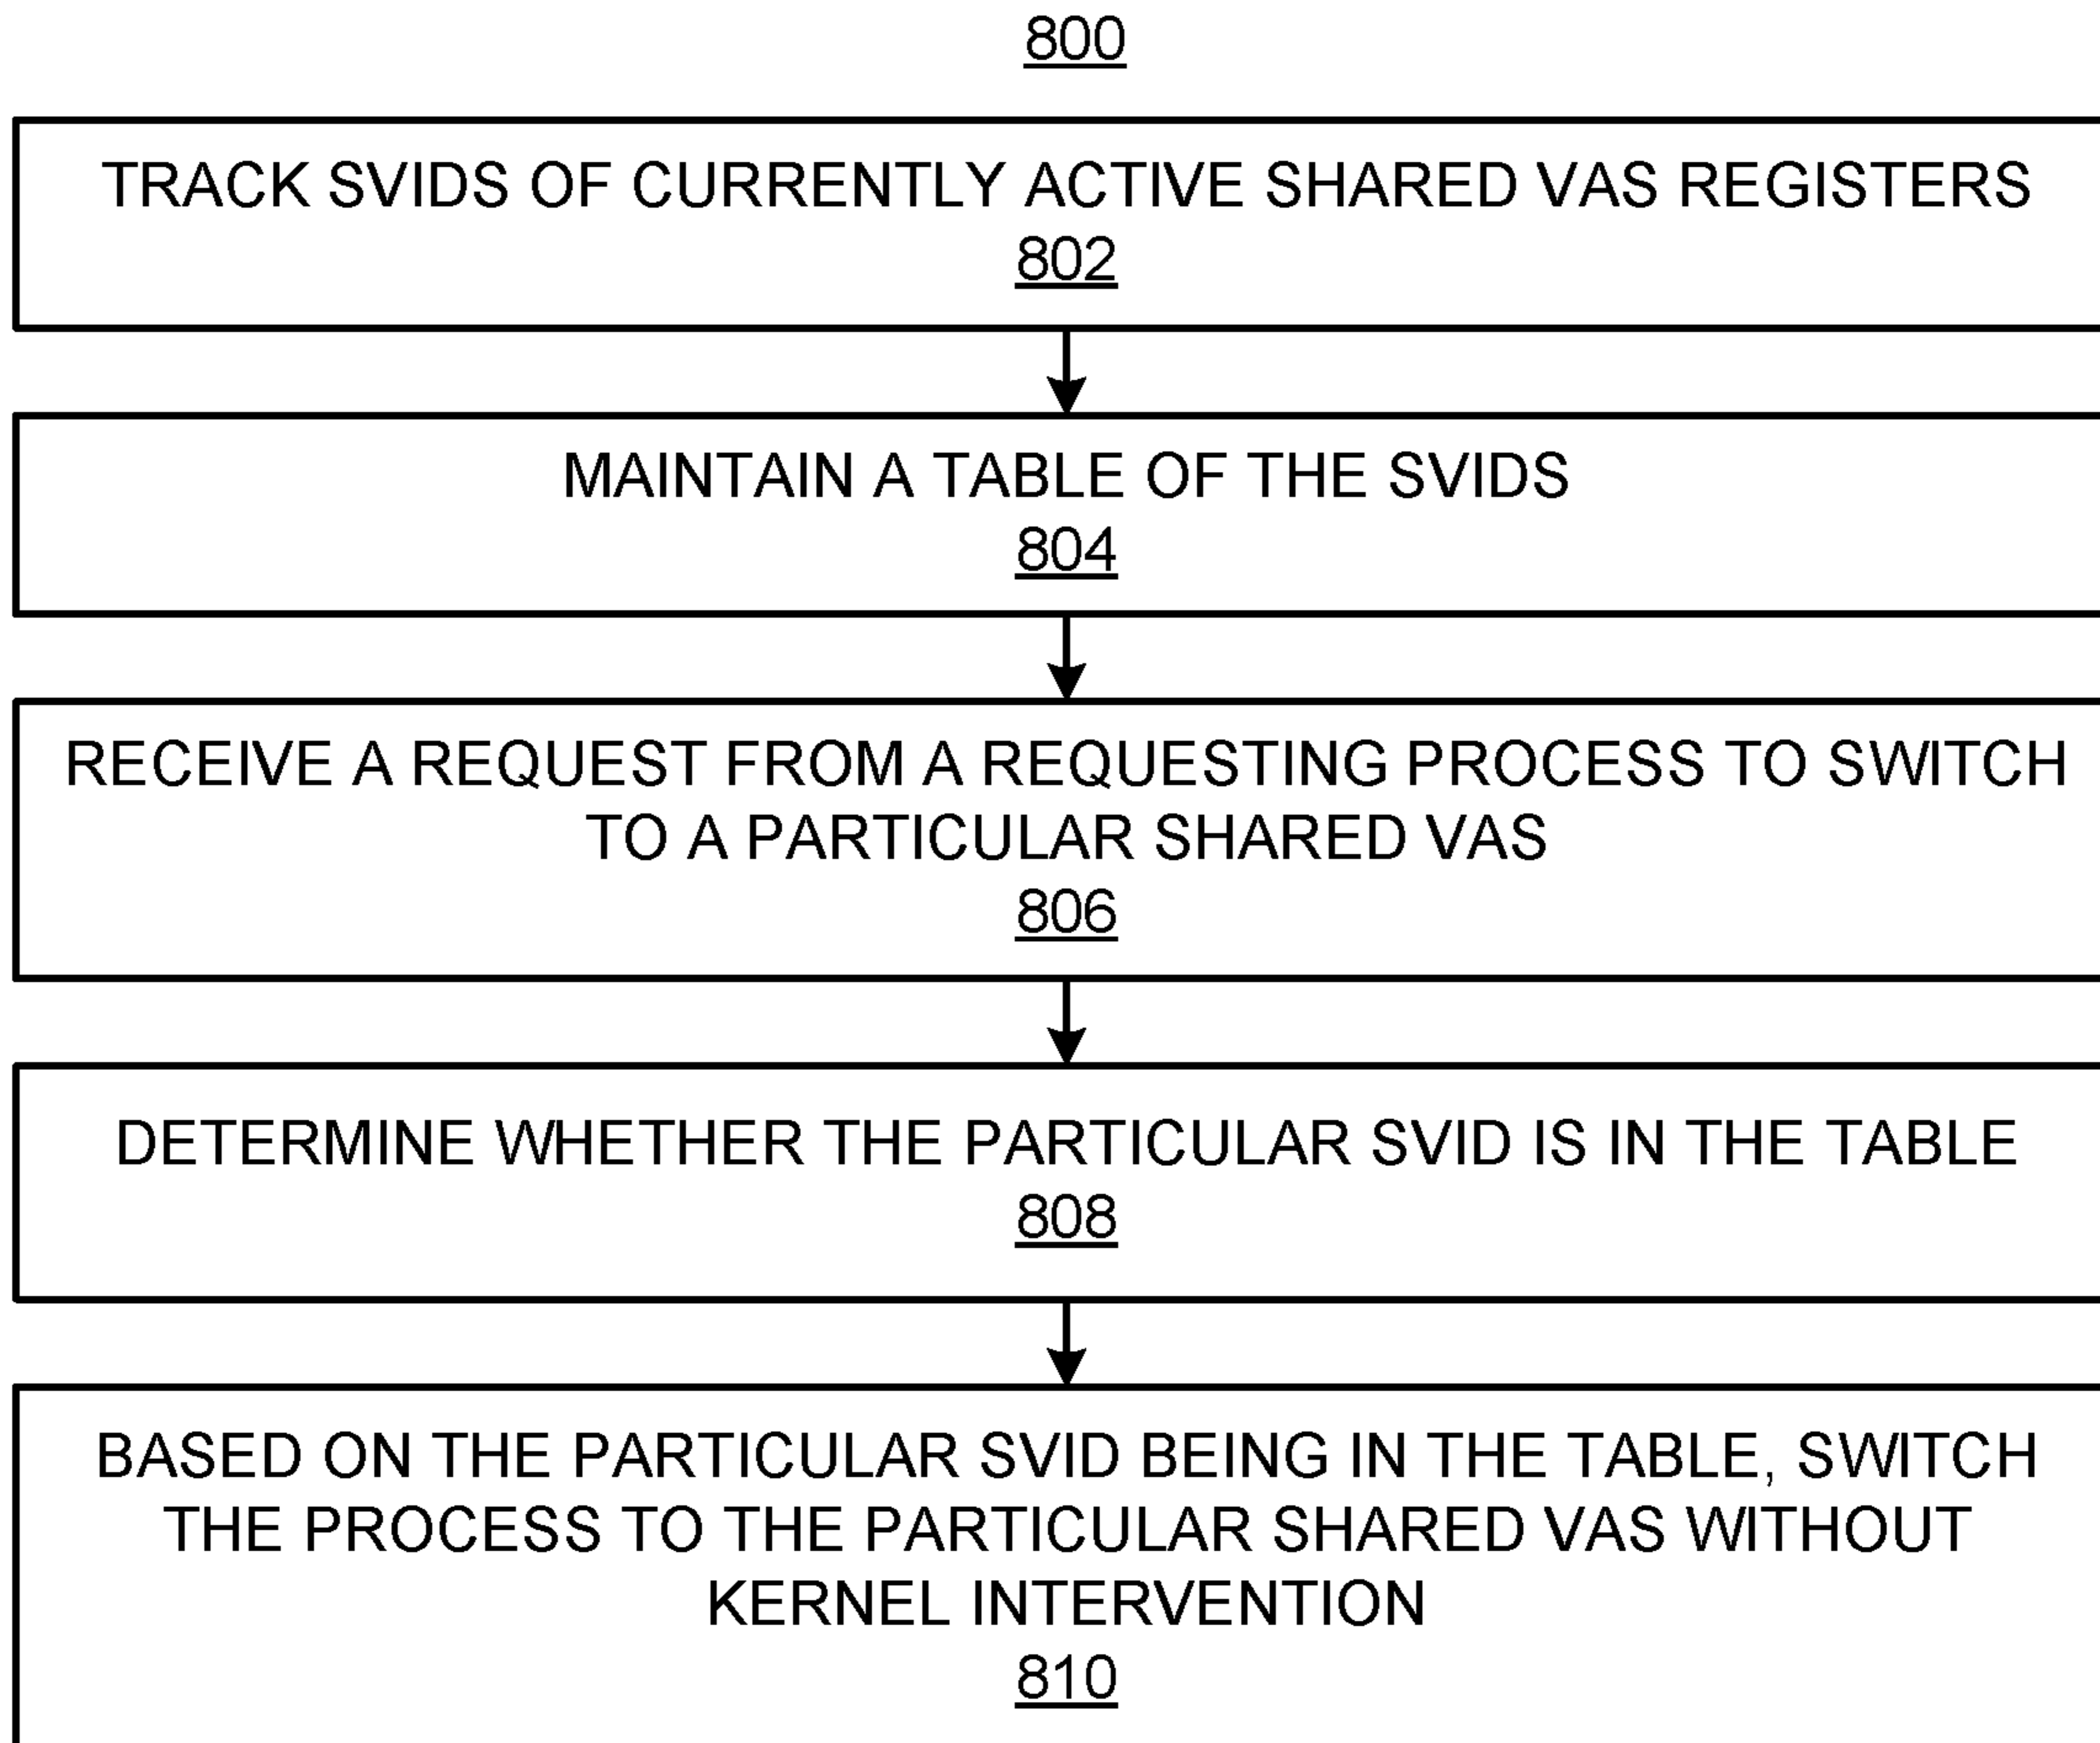 800
TRACK SVIDS OF CURRENTLY ACTIVE SHARED VAS REGISTERS
802
MAINTAIN A TABLE OF THE SVIDS
804
RECEIVE A REQUEST FROM A REQUESTING PROCESS TO SWITCH
TO A PARTICULAR SHARED VAS
806
DETERMINE WHETHER THE PARTICULAR SVID IS IN THE TABLE
808
BASED ON THE PARTICULAR SVID BEING IN THE TABLE, SWITCH
THE PROCESS TO THE PARTICULAR SHARED VAS WITHOUT
KERNEL INTERVENTION
810